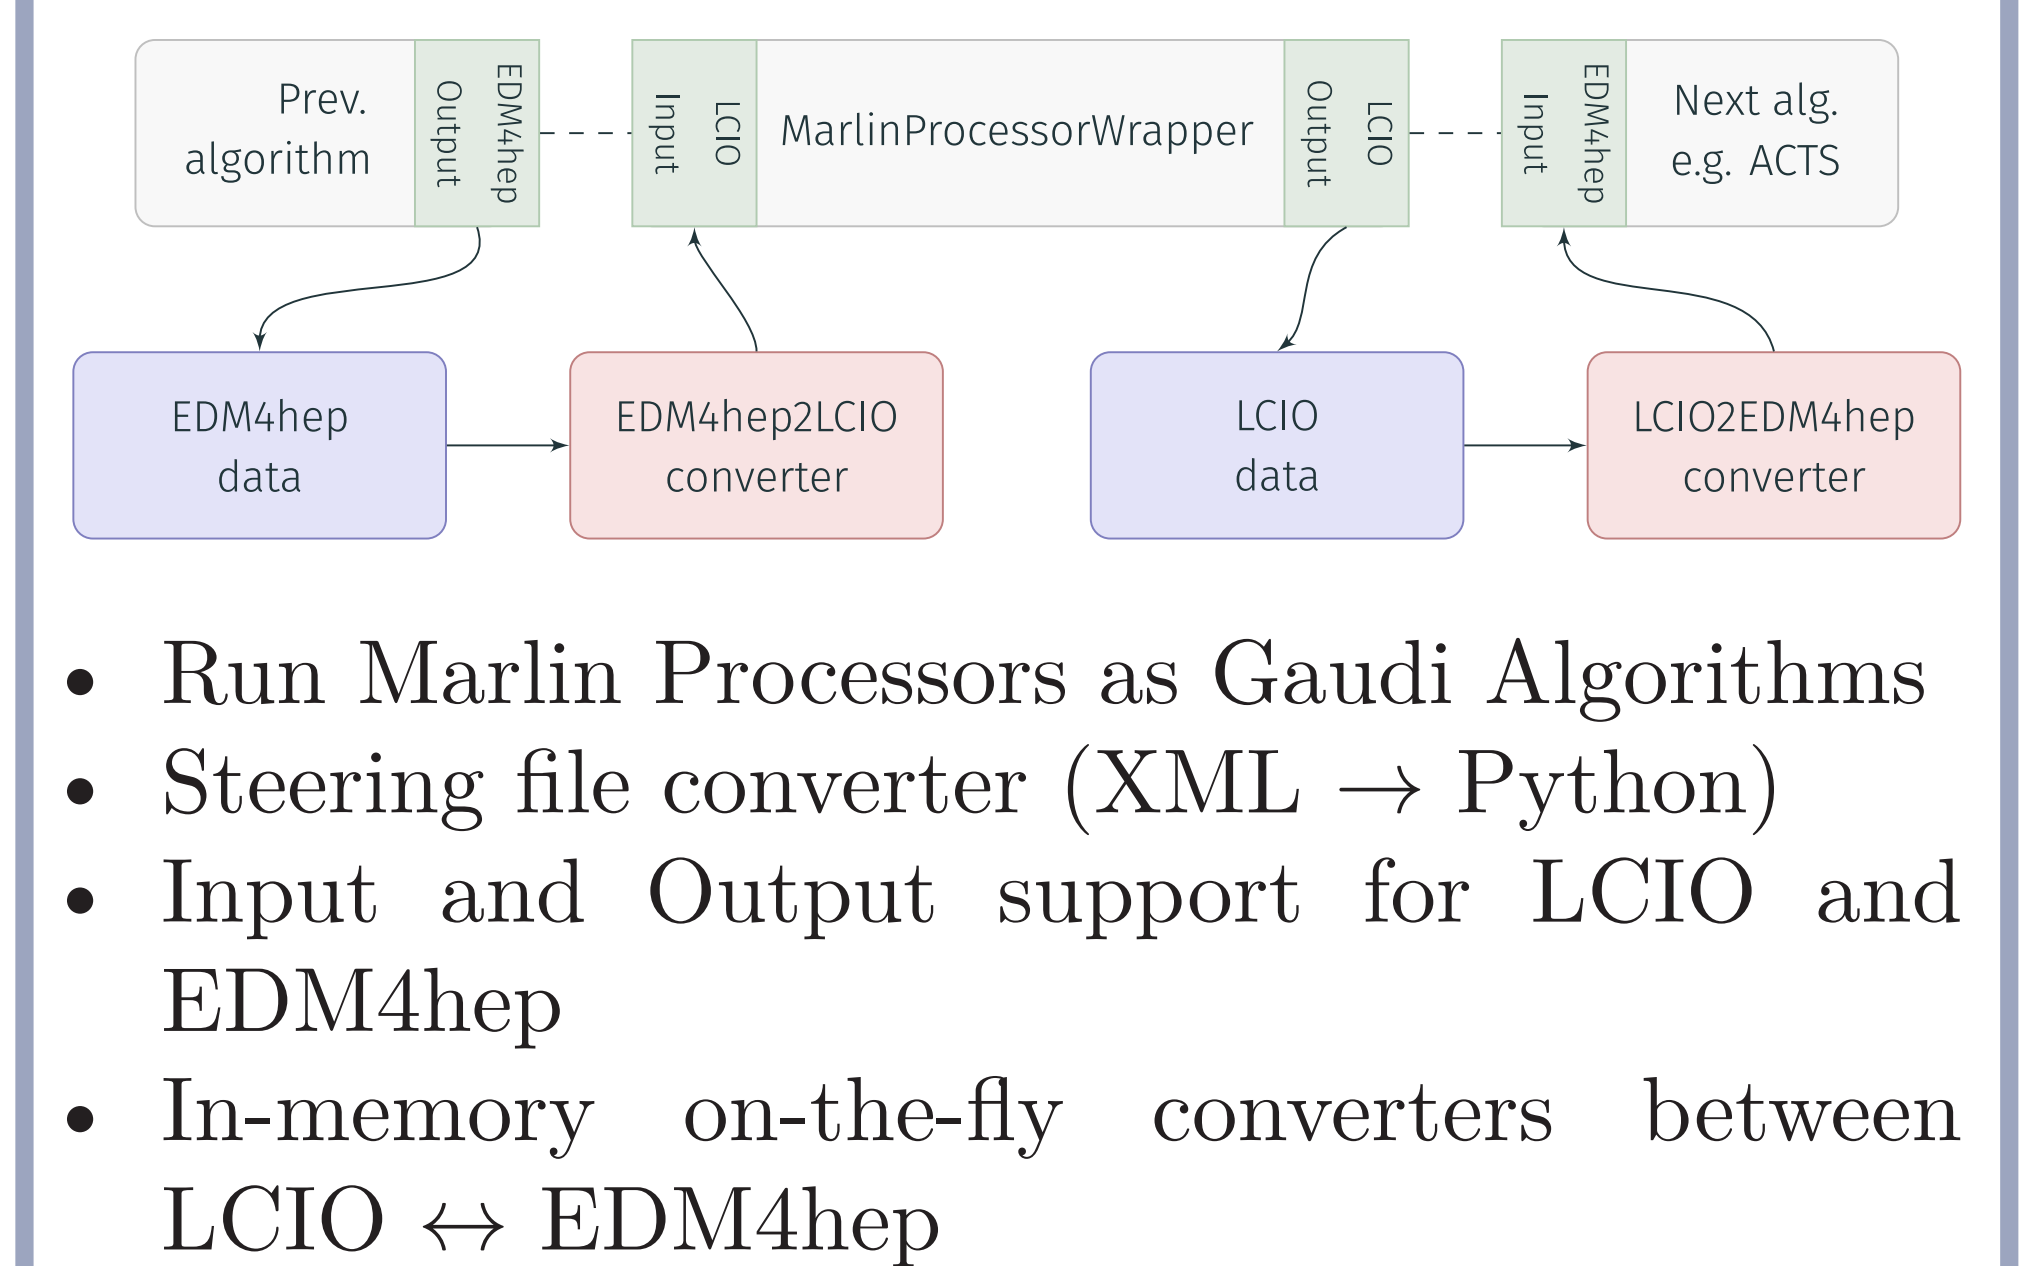 Prev.
algorithm
EDM4hep
Output
LCIO
Input
MarlinProcessorWrapper
LCIO
Output
EDM4hep
Input
Next alg.
e.g. ACTS
EDM4hep
data
EDM4hep2LCIO
converter
LCIO
data
LCIO2EDM4hep
converter
• Run Marlin Processors as Gaudi Algorithms
• Steering file converter (XML → Python)
• Input and Output support for LCIO and
EDM4hep
• In-memory on-the-fly converters between
LCIO ↔ EDM4hep